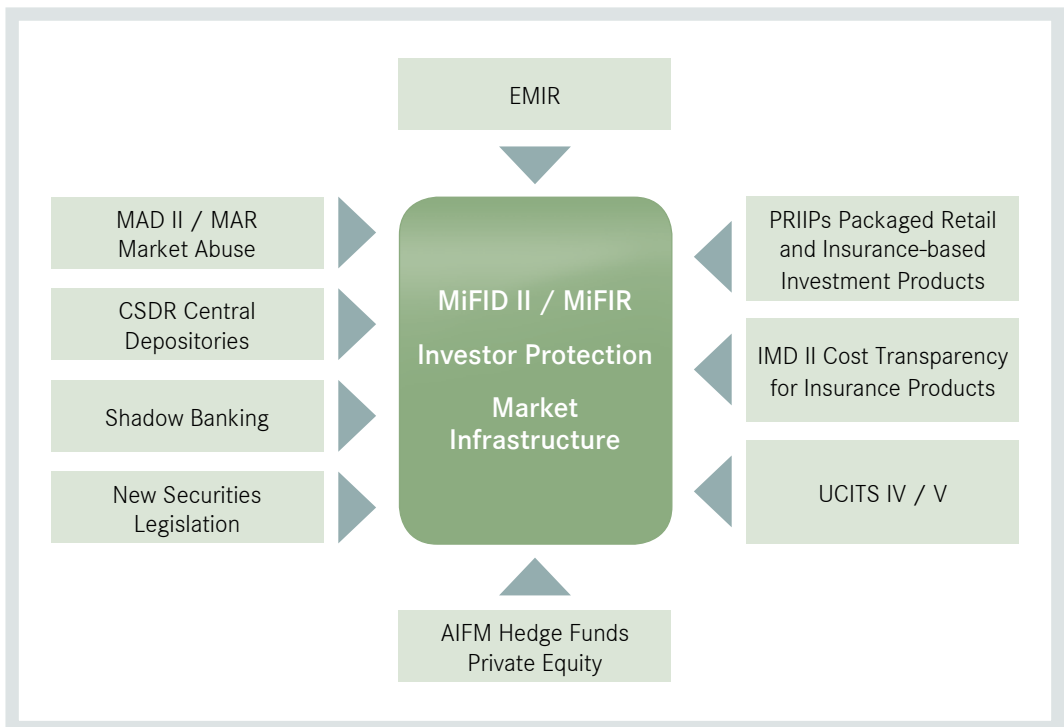 EMIR
MAD II / MAR
Market Abuse
CSDR Central
Depositories
Shadow Banking
New Securities
Legislation
MiFID II / MiFIR
Investor Protection
Market
Infrastructure
PRIIPs Packaged Retail
and Insurance-based
Investment Products
IMD II Cost Transparency
for Insurance Products
UCITS IV / V
AIFM Hedge Funds
Private Equity